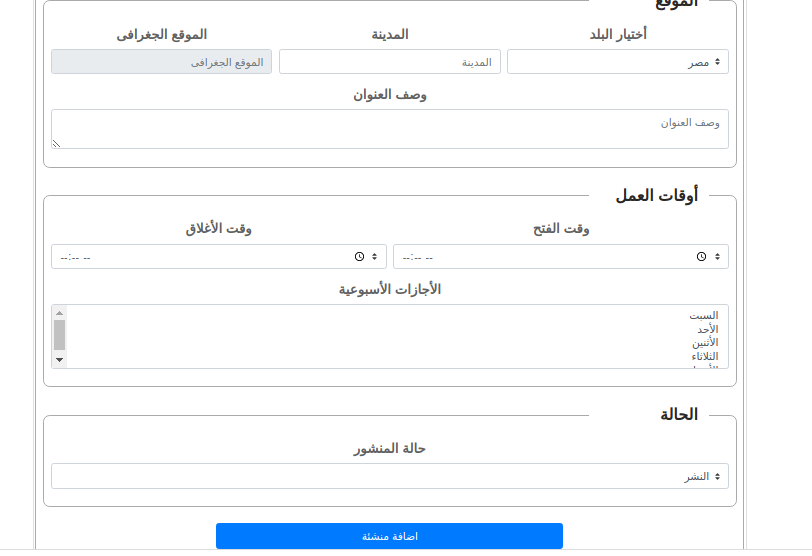 الموقع
أختيار البلد
المدينة
الموقع الجغرافى
مصر
المدينة
الموقع الجغرافى
وصف العنوان
وصف العنوان
أوقات العمل
وقت الفتح
وقت الأغلاق
--:-- --
--:-- --
الأجازات الأسبوعية
السبت
الأحد
الأثنين
الثلاثاء
الحالة
حالة المنشور
النشر
اضافة منشئة